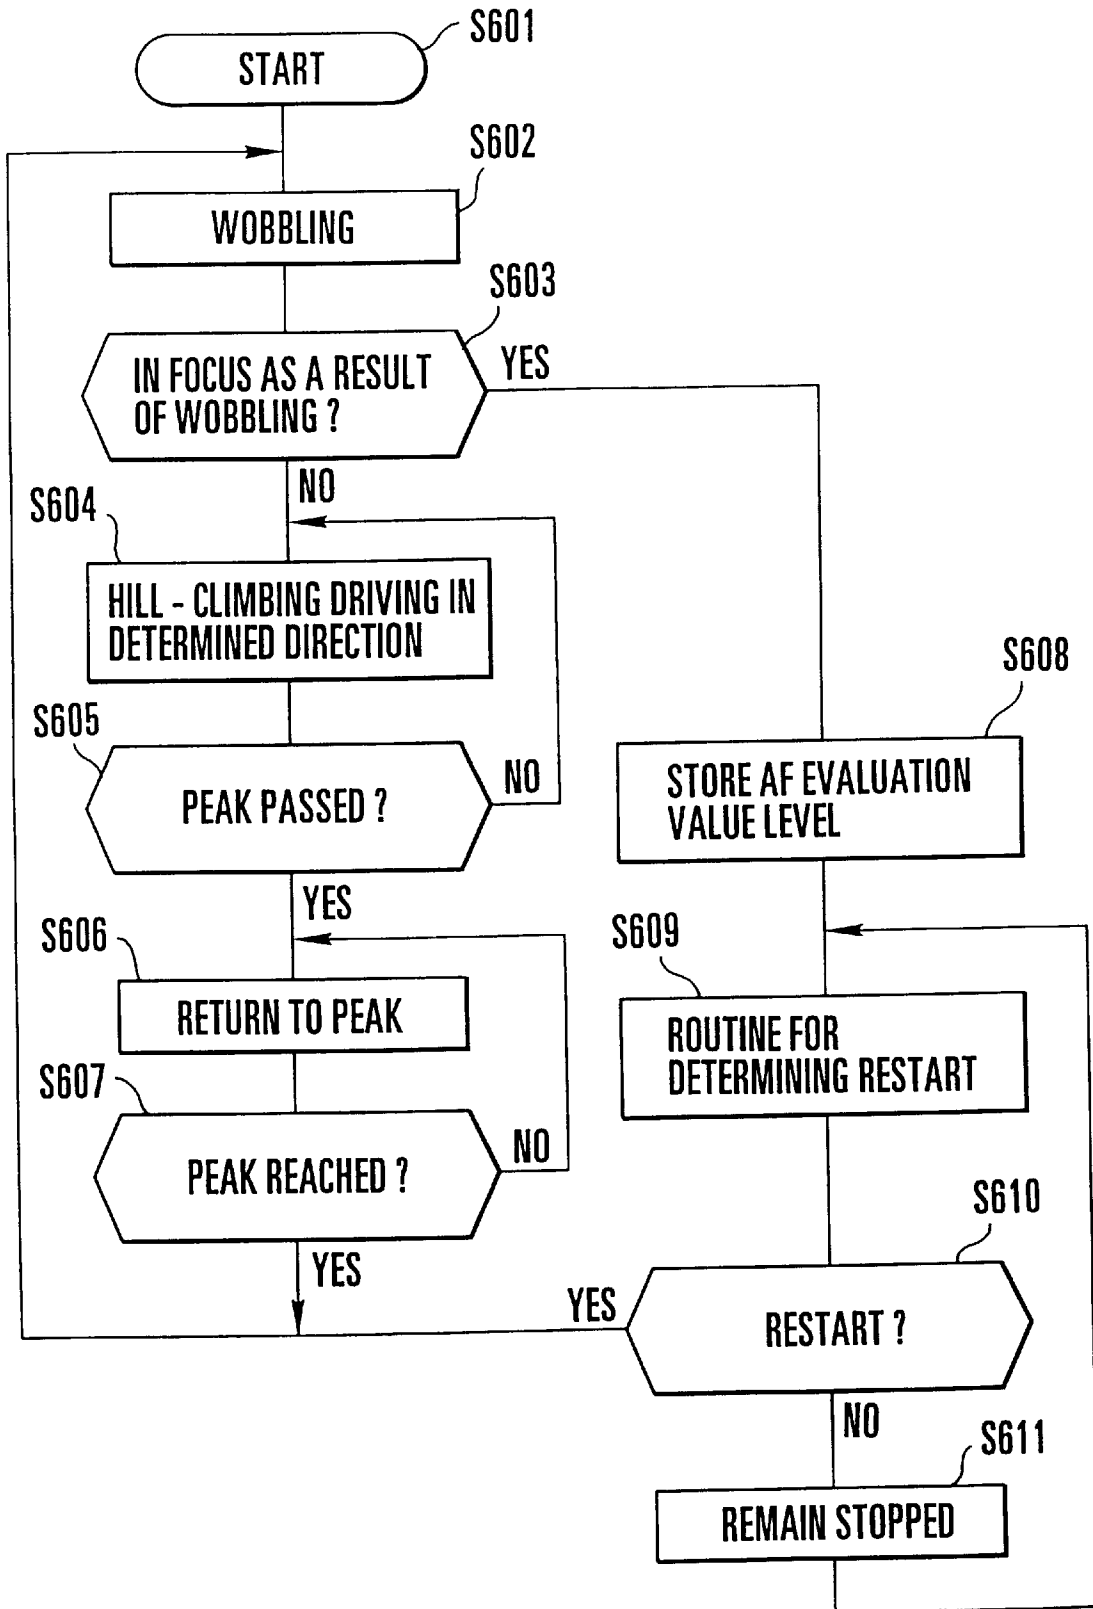 S601
START
S602
WOBBLING
S603
IN FOCUS AS A RESULT
OF WOBBLING ?
YES
NO
S604
HILL - CLIMBING DRIVING IN
DETERMINED DIRECTION
S605
PEAK PASSED ?
NO
YES
S606
RETURN TO PEAK
S607
PEAK REACHED ?
NO
YES
S608
STORE AF EVALUATION
VALUE LEVEL
S609
ROUTINE FOR
DETERMINING RESTART
S610
RESTART ?
YES
NO
S611
REMAIN STOPPED